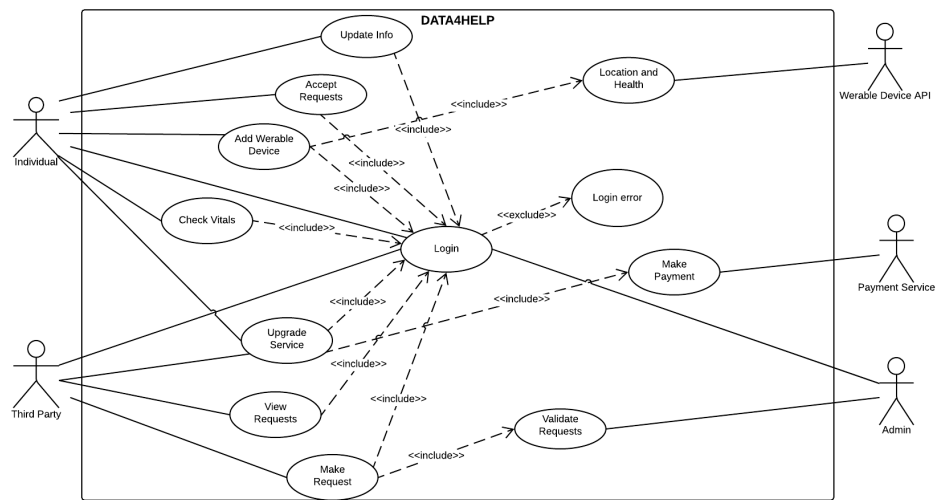 DATA4HELP
Update Info
Accept
Requests
Location and
Health
Werable Device API
<<include>>
<<include>>
Individual
Add Werable
Device
<<include>>
<<include>>
Check Vitals
<<include>>
Login error
<<exclude>>
Login
Make
Payment
Payment Service
<<include>>
<<include>>
Upgrade
Service
<<include>>
Third Party
View
Requests
<<include>>
Validate
Requests
Admin
<<include>>
Make
Request